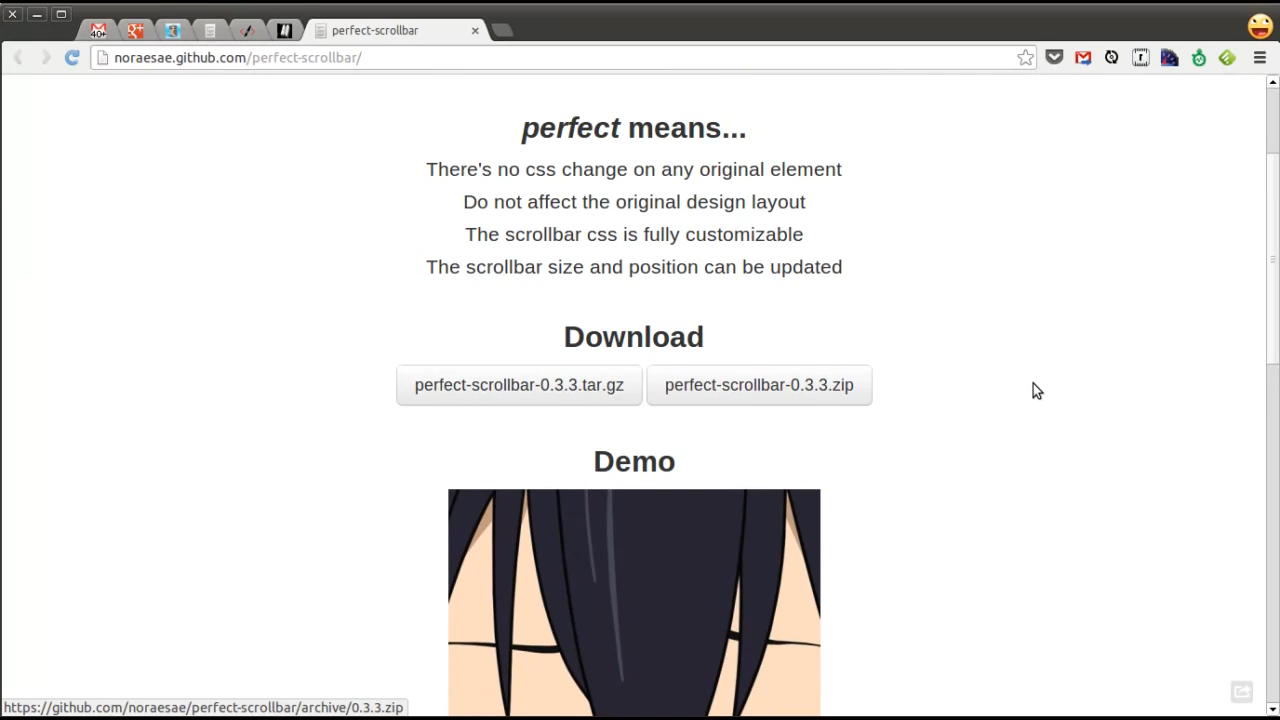 40+
perfect-scrollbar
noraesae.github.com/perfect-scrollbar/
perfect means...
There's no css change on any original element
Do not affect the original design layout
The scrollbar css is fully customizable
The scrollbar size and position can be updated
Download
perfect-scrollbar-0.3.3.tar.gz
perfect-scrollbar-0.3.3.zip
Demo
https://github.com/noraesae/perfect-scrollbar/archive/0.3.3.zip